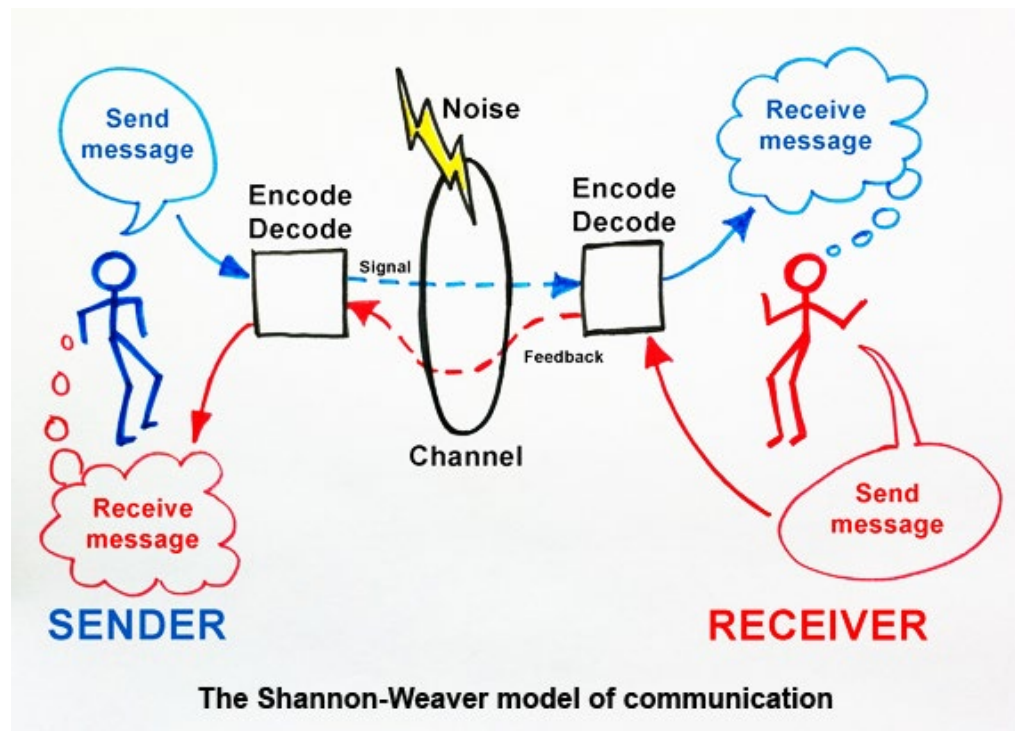 Send
message
Noise
Receive
message
Encode
Decode
Encode
Decode
Signal
Feedback
Channel
Receive
message
Send
message
SENDER
RECEIVER
The Shannon-Weaver model of communication